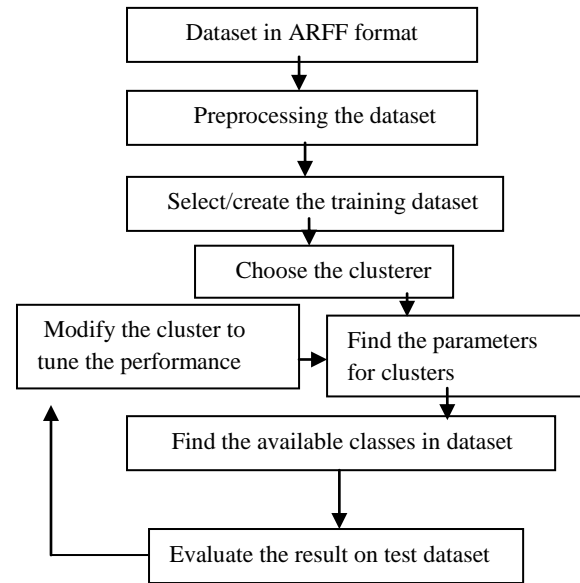 Dataset in ARFF format
Preprocessing the dataset
Select/create the training dataset
Choose the clusterer
Modify the cluster to
tune the performance
Find the parameters
for clusters
Find the available classes in dataset
Evaluate the result on test dataset